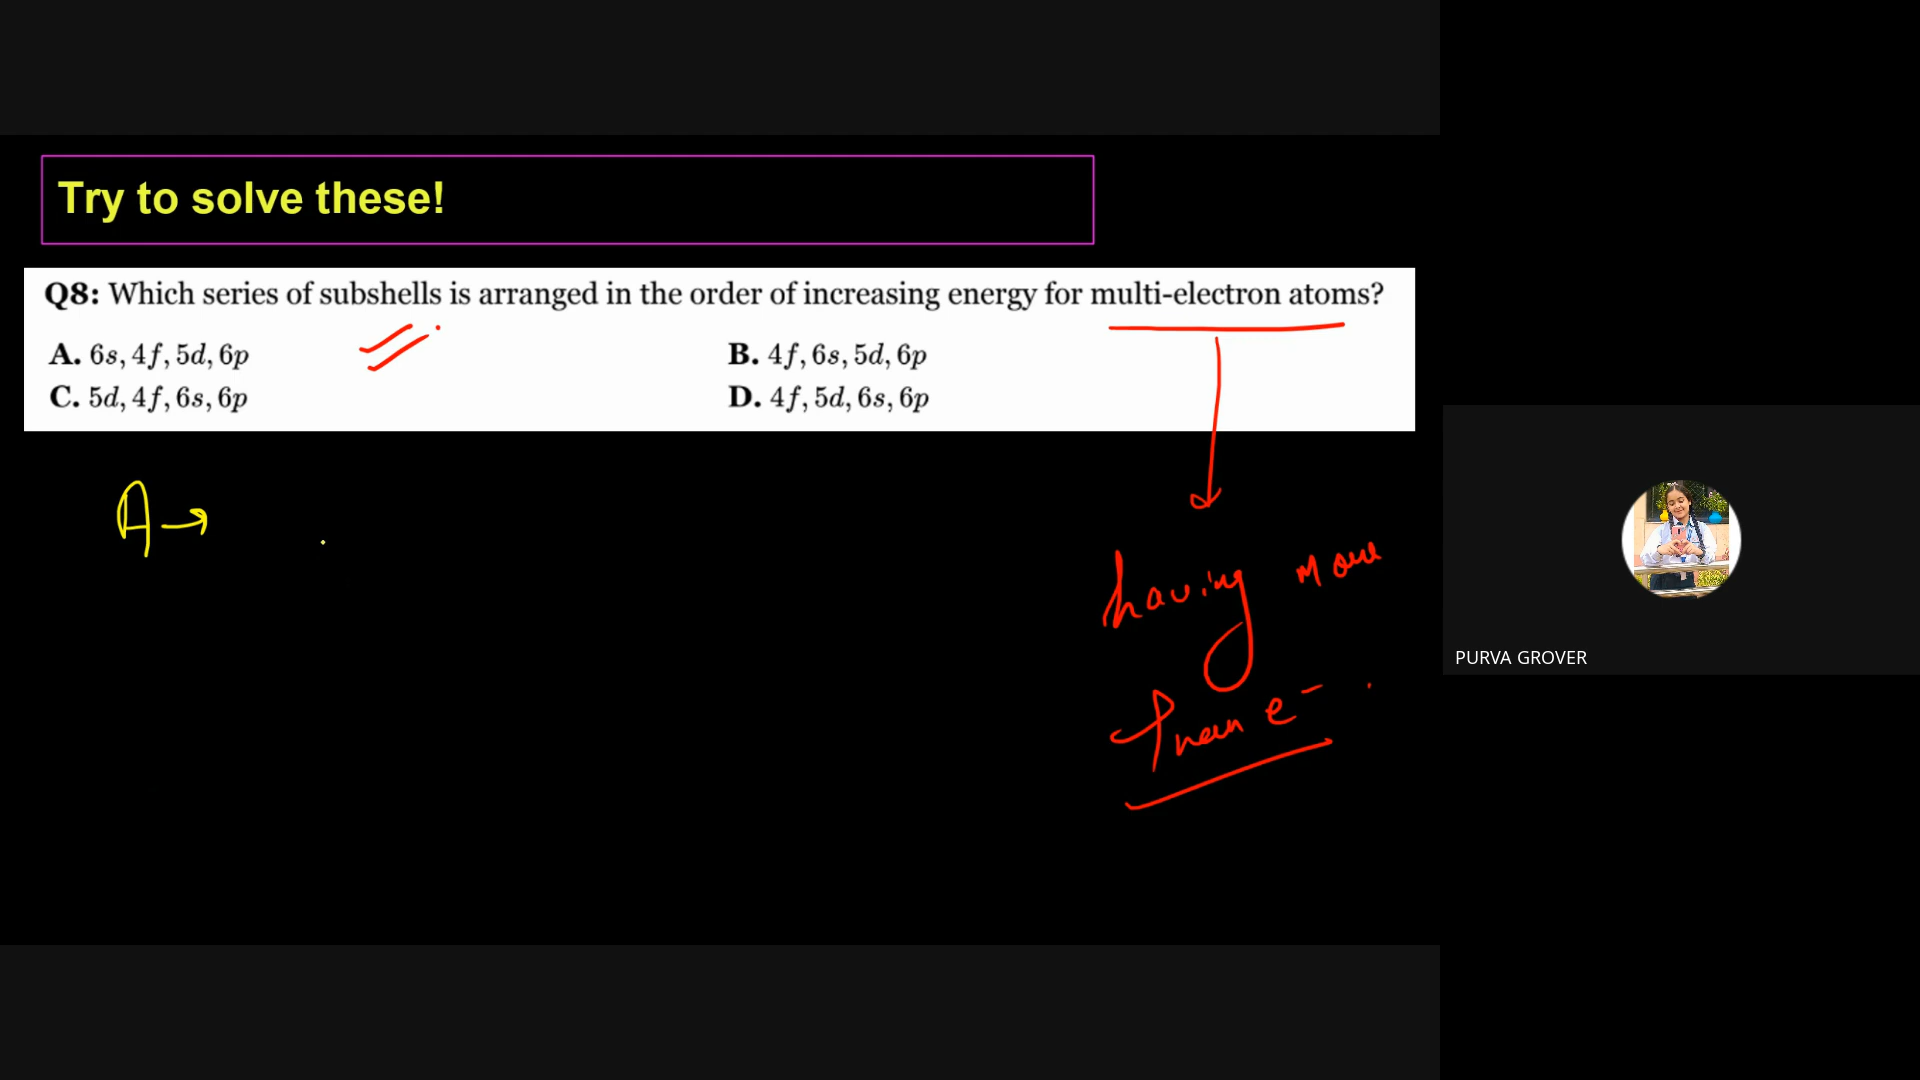 Try to solve these!
Q8: Which series of subshells is arranged in the order of increasing energy for multi-electron atoms?
A. 6s, 4f, 5d, 6p
B. 4f, 6s, 5d, 6p
C. 5d, 4f, 6s, 6p
D. 4f, 5d, 6s, 6p
A →
having more
than e⁻
PURVA GROVER